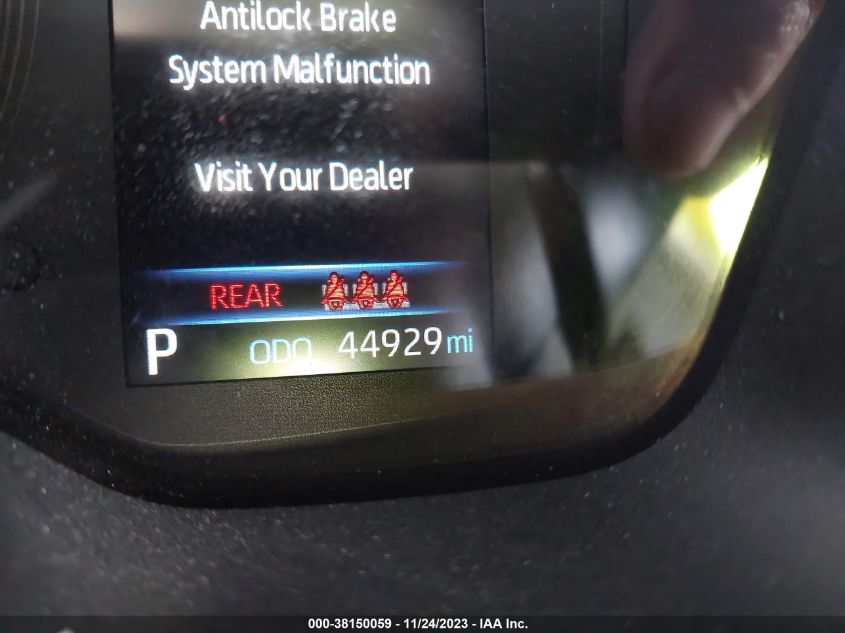 Antilock Brake
System Malfunction
Visit Your Dealer
REAR
P ODO 44929 mi
000-38150059 - 11/24/2023 - IAA Inc.